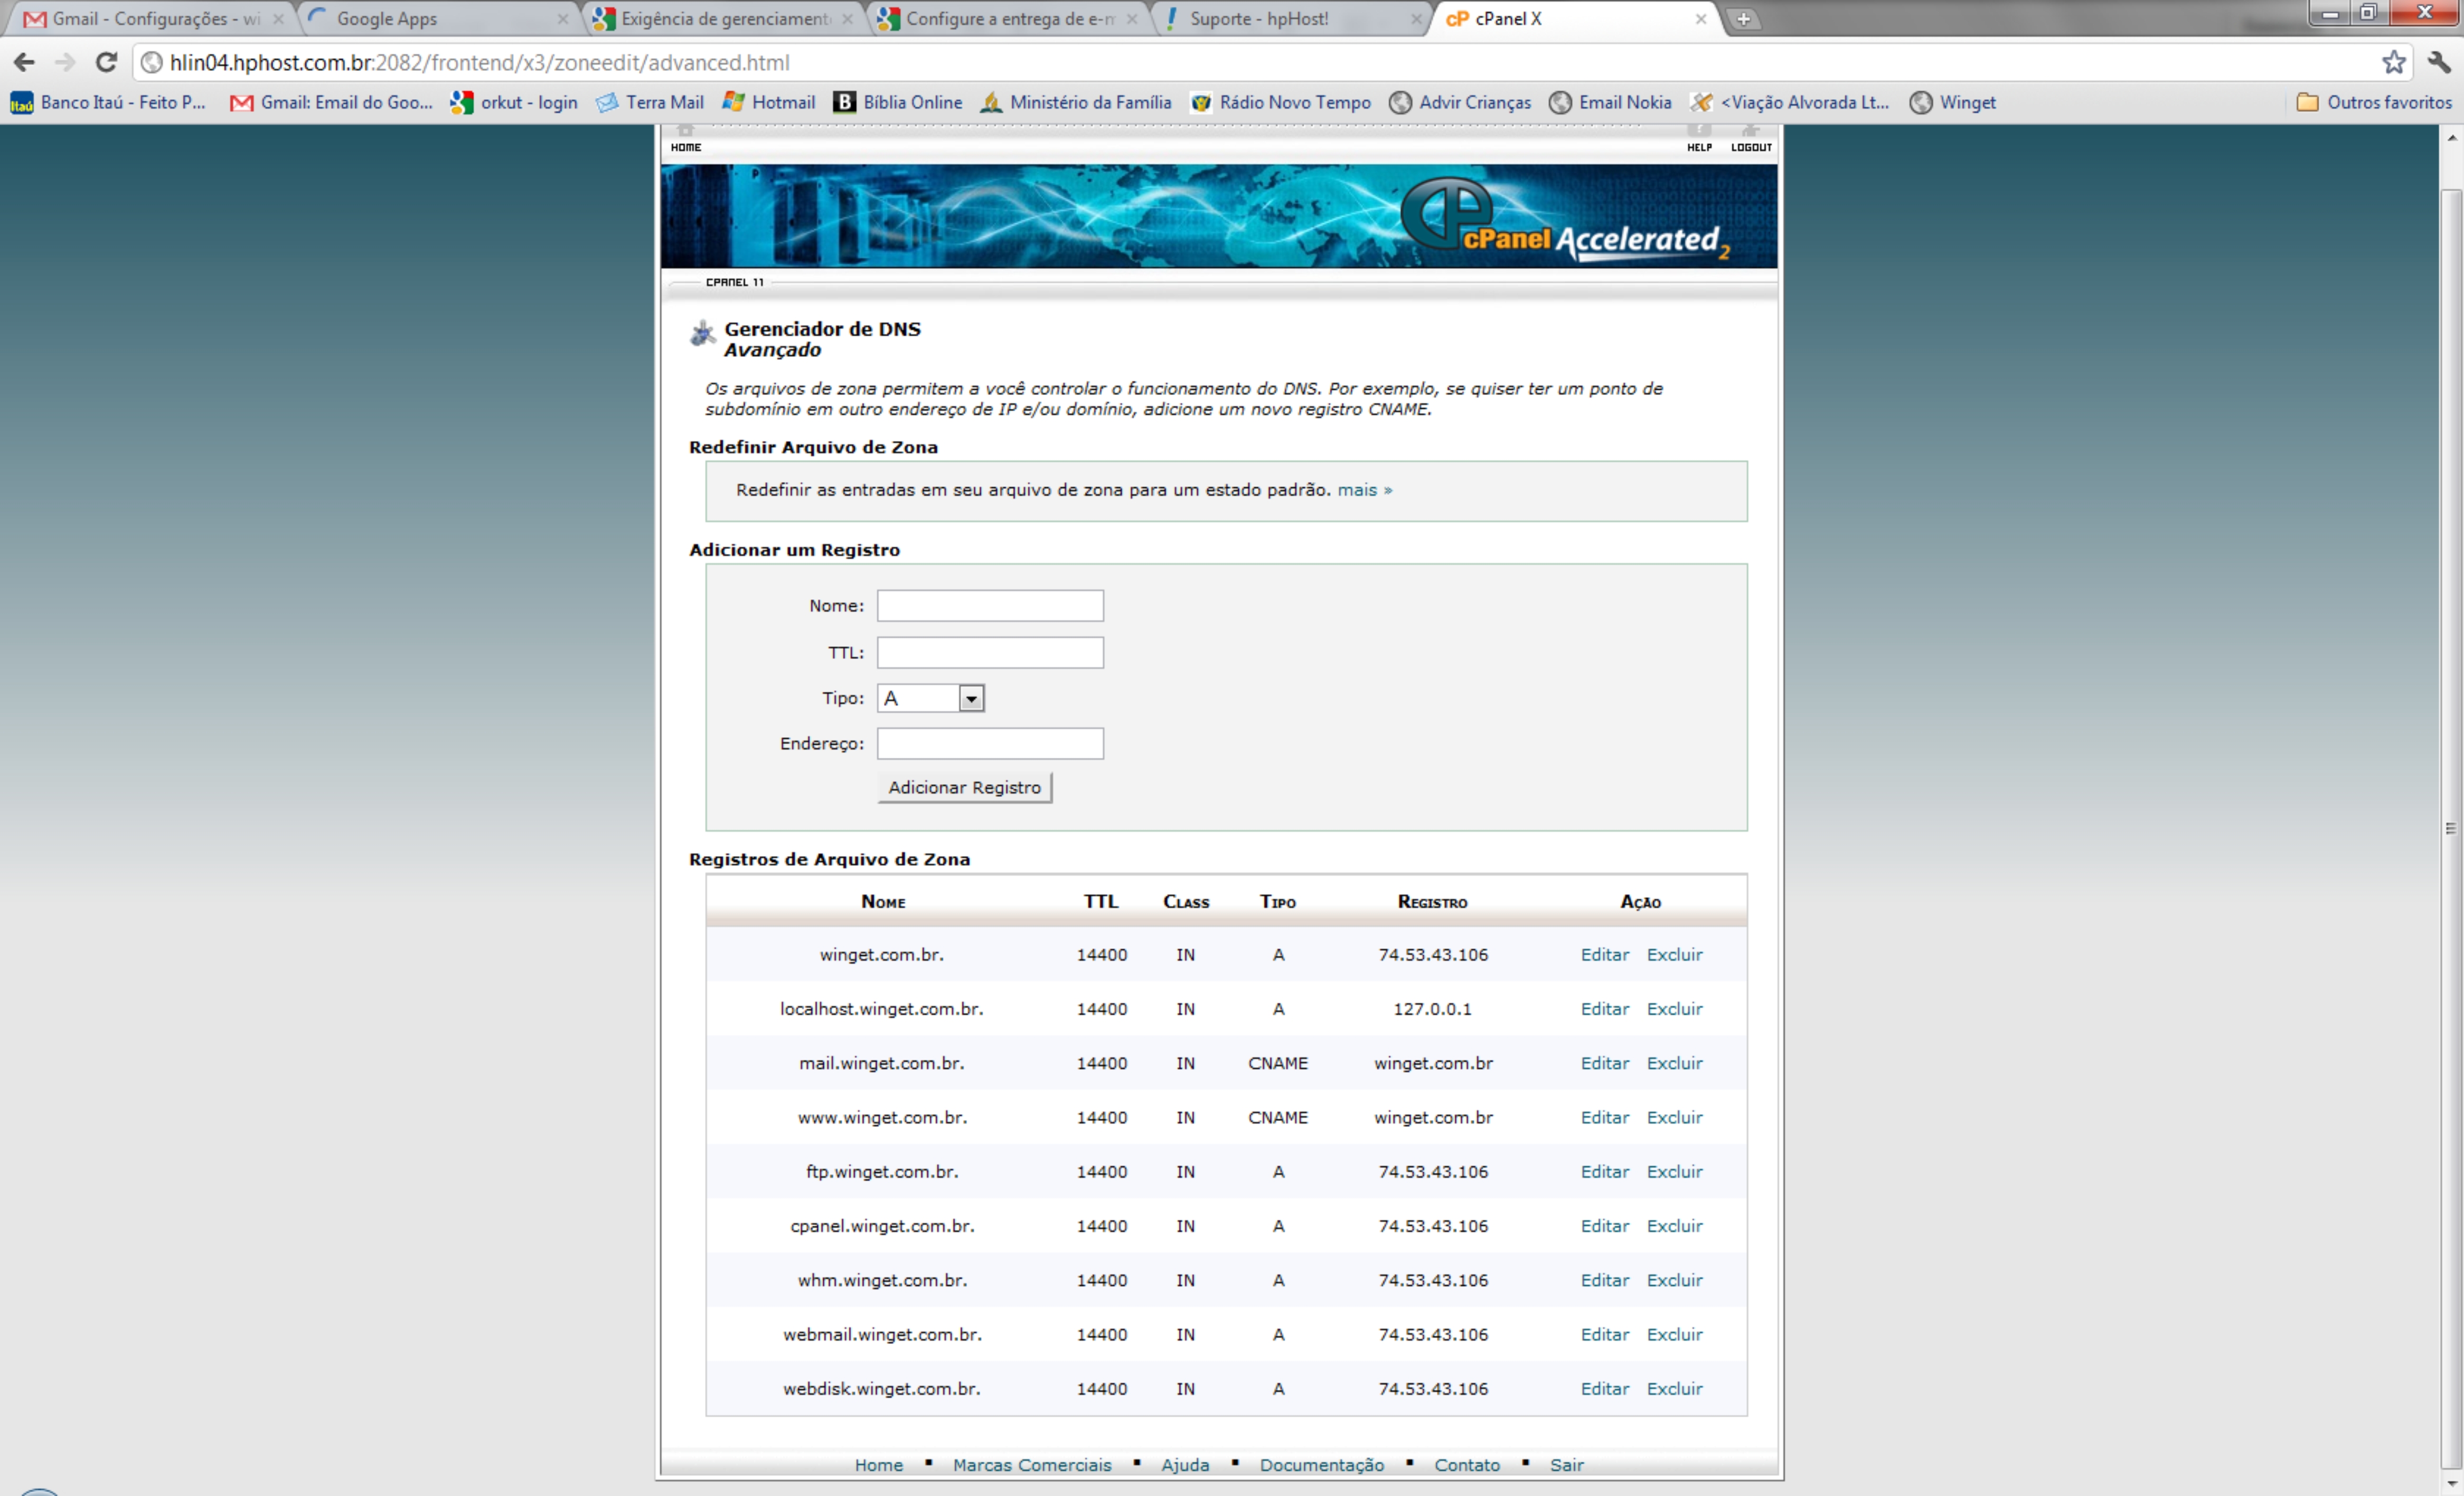 Gmail - Configurações - wi
Google Apps
Exigência de gerenciament
Configure a entrega de e-m
Suporte - hpHost!
cP cPanel X
hlin04.hphost.com.br:2082/frontend/x3/zoneedit/advanced.html
Itaú Banco Itaú - Feito P...
Gmail: Email do Goo...
orkut - login
Terra Mail
Hotmail
B Bíblia Online
Ministério da Família
Rádio Novo Tempo
Advir Crianças
Email Nokia
<Viação Alvorada Lt...
Winget
Outros favoritos
HOME
HELP LOGOUT
cPanel Accelerated2
CPANEL 11
Gerenciador de DNS
Avançado
Os arquivos de zona permitem a você controlar o funcionamento do DNS. Por exemplo, se quiser ter um ponto de
subdomínio em outro endereço de IP e/ou domínio, adicione um novo registro CNAME.
Redefinir Arquivo de Zona
Redefinir as entradas em seu arquivo de zona para um estado padrão. mais »
Adicionar um Registro
Nome:
TTL:
Tipo: A
Endereço:
Adicionar Registro
Registros de Arquivo de Zona
NOME TTL CLASS TIPO REGISTRO AÇÃO
winget.com.br. 14400 IN A 74.53.43.106 Editar Excluir
localhost.winget.com.br. 14400 IN A 127.0.0.1 Editar Excluir
mail.winget.com.br. 14400 IN CNAME winget.com.br Editar Excluir
www.winget.com.br. 14400 IN CNAME winget.com.br Editar Excluir
ftp.winget.com.br. 14400 IN A 74.53.43.106 Editar Excluir
cpanel.winget.com.br. 14400 IN A 74.53.43.106 Editar Excluir
whm.winget.com.br. 14400 IN A 74.53.43.106 Editar Excluir
webmail.winget.com.br. 14400 IN A 74.53.43.106 Editar Excluir
webdisk.winget.com.br. 14400 IN A 74.53.43.106 Editar Excluir
Home ▪ Marcas Comerciais ▪ Ajuda ▪ Documentação ▪ Contato ▪ Sair